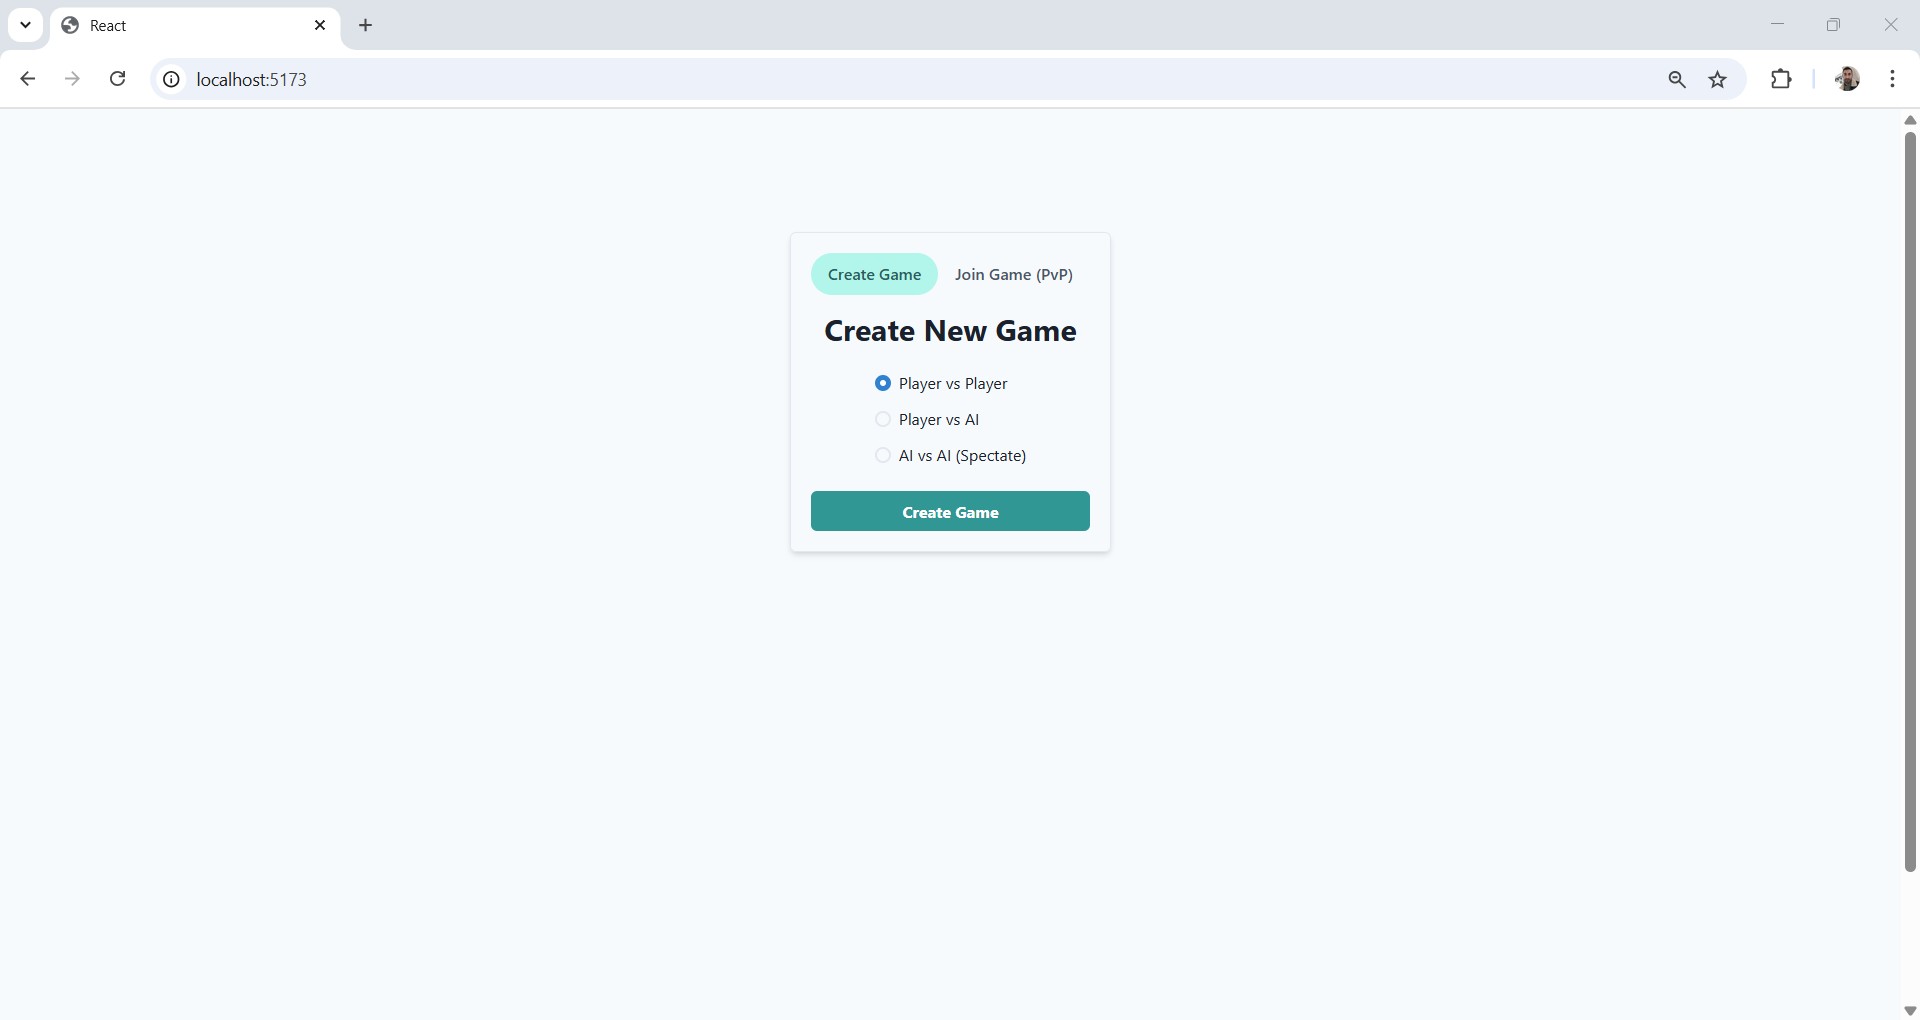 React
localhost:5173
Create Game
Join Game (PvP)
Create New Game
Player vs Player
Player vs AI
AI vs AI (Spectate)
Create Game